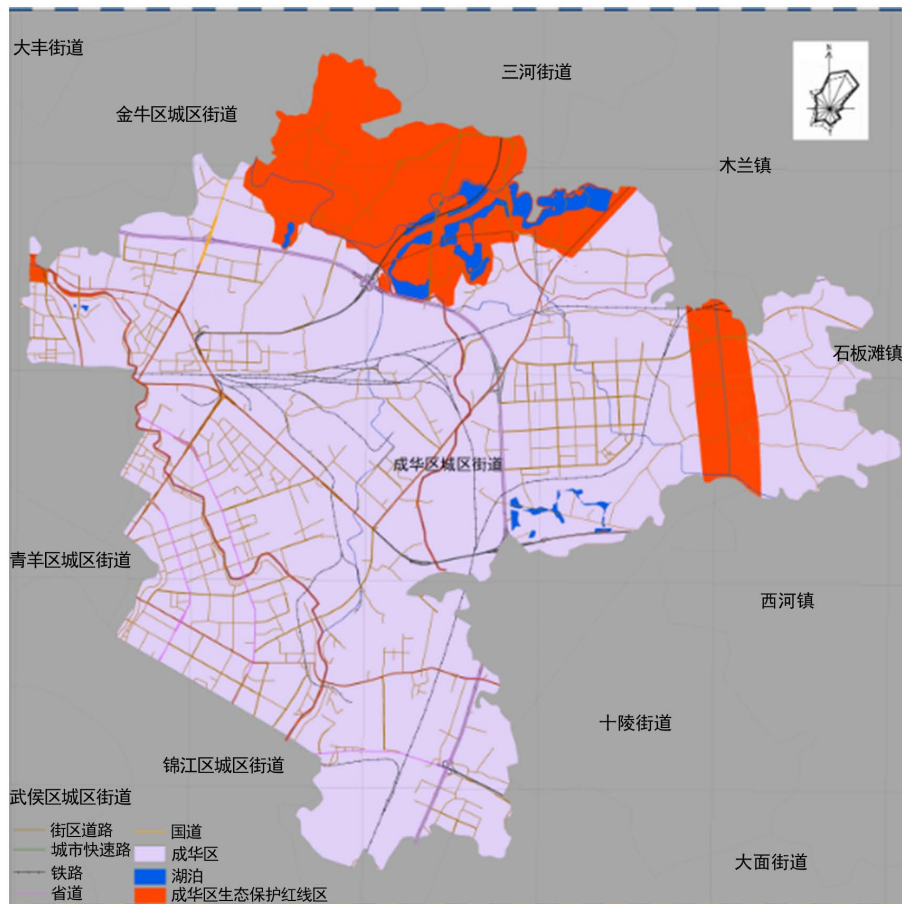 大丰街道
三河街道
N
金牛区城区街道
木兰镇
石板滩镇
成华区城区街道
青羊区城区街道
西河镇
十陵街道
锦江区城区街道
武侯区城区街道
大面街道
街区道路
国道
城市快速路
成华区
铁路
湖泊
省道
成华区生态保护红线区